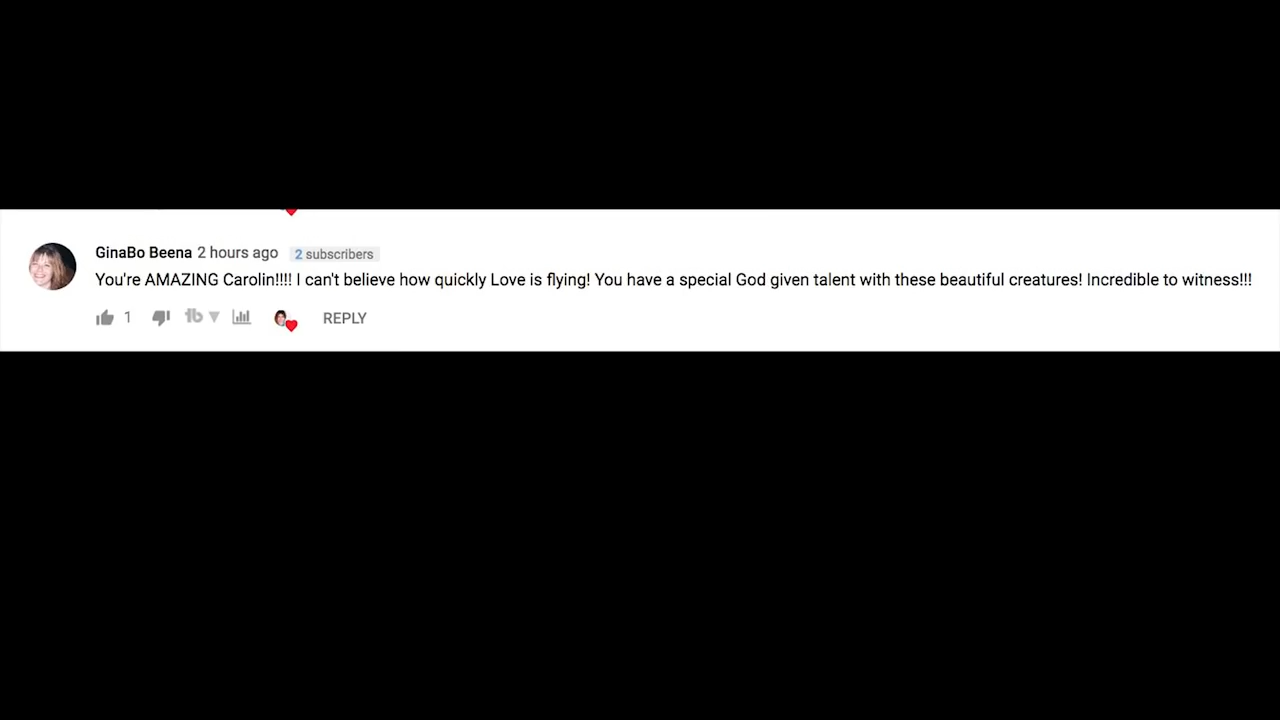 GinaBo Beena 2 hours ago 2 subscribers
You're AMAZING Carolin!!!! I can't believe how quickly Love is flying! You have a special God given talent with these beautiful creatures! Incredible to witness!!!
1 tb REPLY